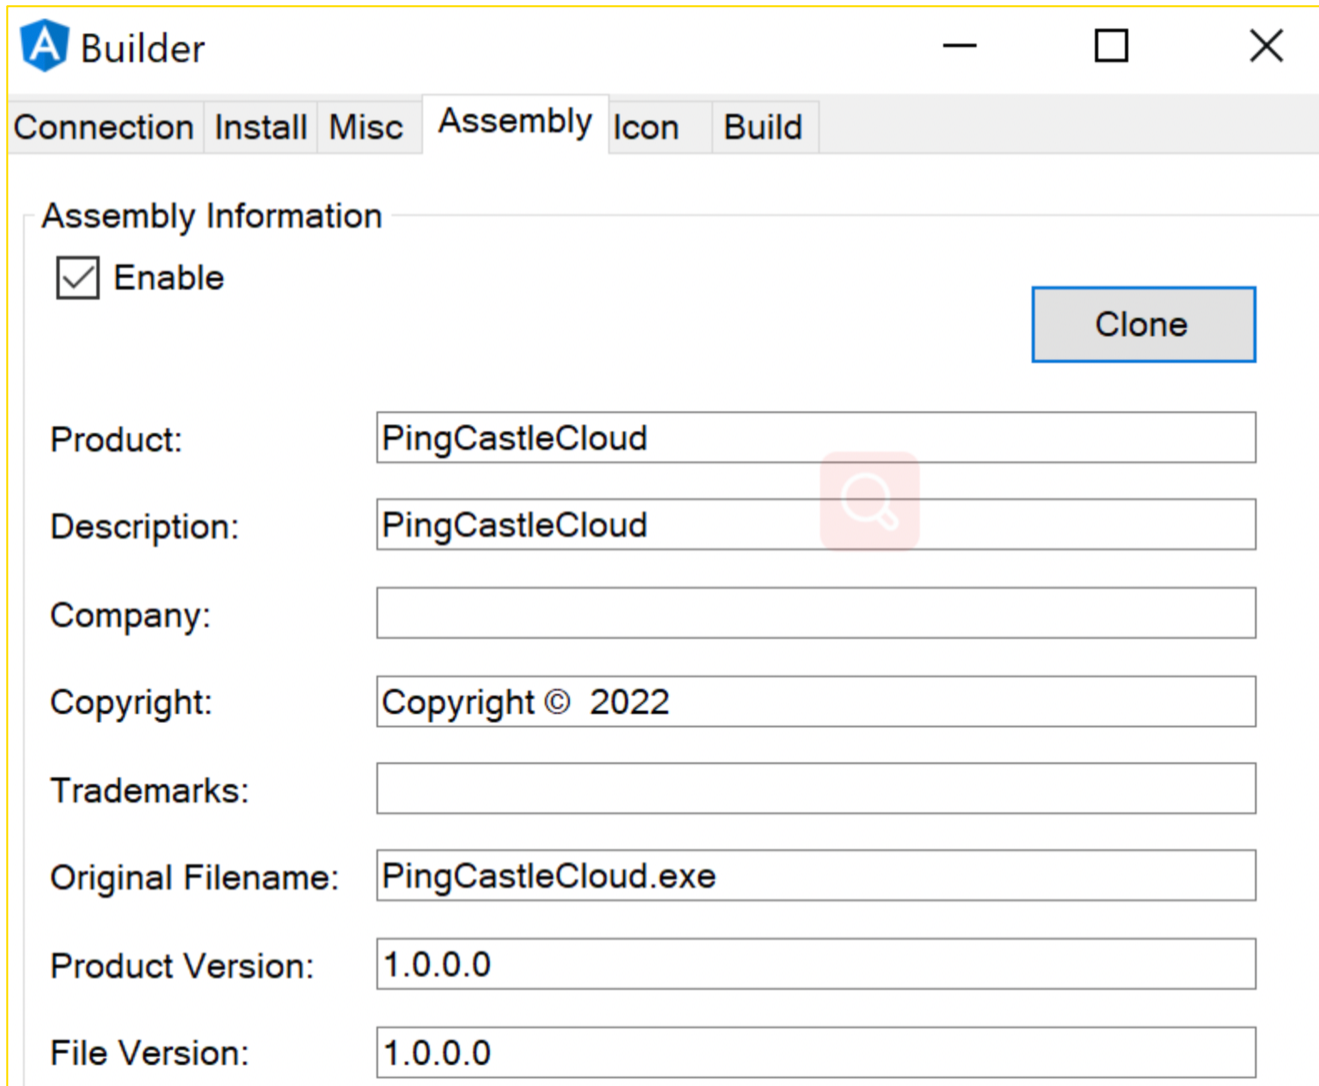 Builder
Connection Install Misc Assembly Icon Build
Assembly Information
Enable
Clone
Product: PingCastleCloud
Description: PingCastleCloud
Company:
Copyright: Copyright ©  2022
Trademarks:
Original Filename: PingCastleCloud.exe
Product Version: 1.0.0.0
File Version: 1.0.0.0